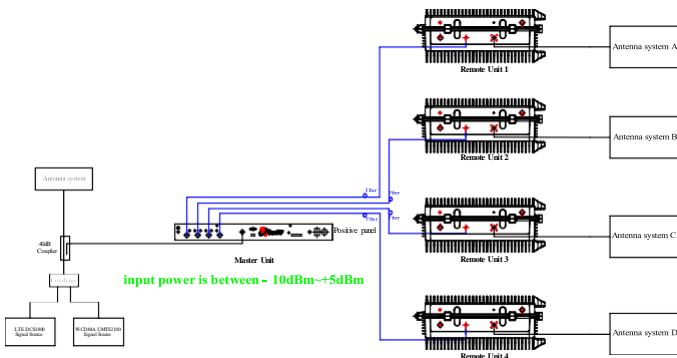 Remote Unit 1
Antenna system A
Remote Unit 2
Antenna system B
Antenna system
Fiber
Fiber
Fiber
Fiber
40dB
Coupler
Positive panel
Master Unit
Remote Unit 3
Antenna system C
input power is between - 10dBm~+5dBm
Combiner
LTE DCS1800
Signal Source
WCDMA UMTS2100
Signal Source
Remote Unit 4
Antenna system D